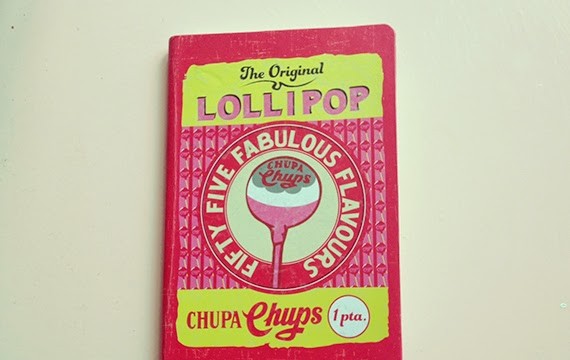 The Original
LOLLIPOP
FIFTY FIVE FABULOUS FLAVOURS
CHUPA
Chups
CHUPA Chups 1 pta.